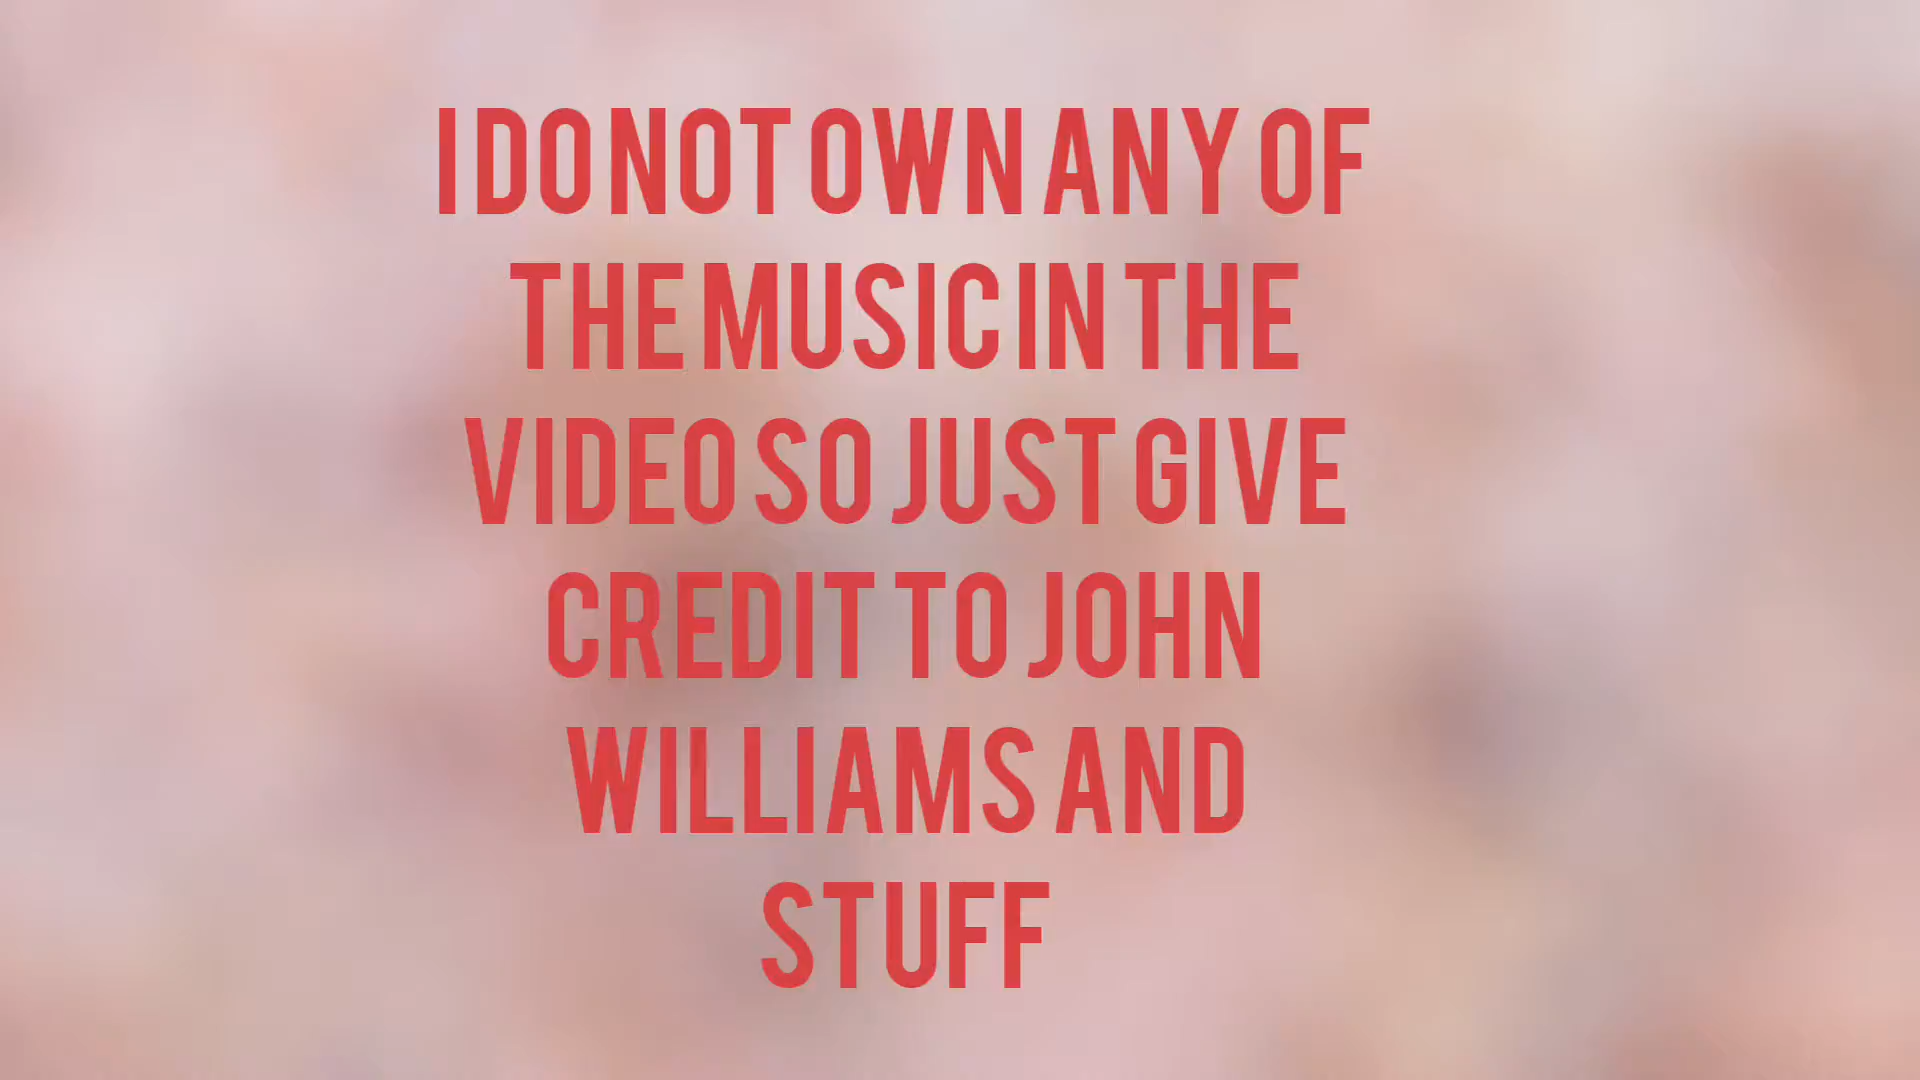 I DO NOT OWN ANY OF
THE MUSIC IN THE
VIDEO SO JUST GIVE
CREDIT TO JOHN
WILLIAMS AND
STUFF